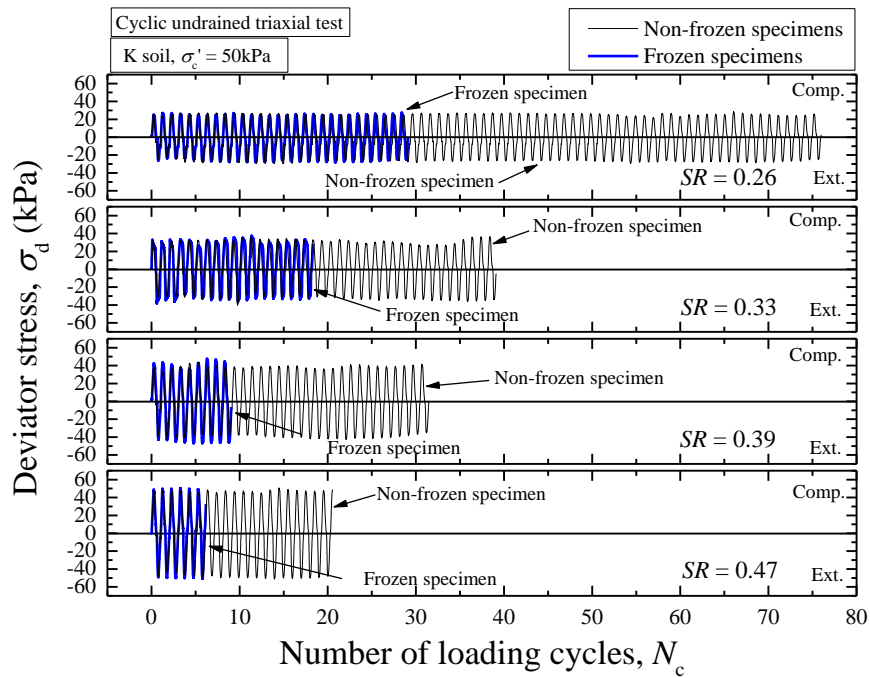 Cyclic undrained triaxial test
K soil, σc' = 50kPa
Non-frozen specimens
Frozen specimens
Deviator stress, σd (kPa)
60
40
20
0
-20
-40
-60
Frozen specimen
Comp.
Non-frozen specimen
SR = 0.26
Ext.
60
40
20
0
-20
-40
-60
Comp.
Non-frozen specimen
Frozen specimen
SR = 0.33
Ext.
60
40
20
0
-20
-40
-60
Comp.
Non-frozen specimen
Frozen specimen
SR = 0.39
Ext.
60
40
20
0
-20
-40
-60
Comp.
Non-frozen specimen
Frozen specimen
SR = 0.47
Ext.
0 10 20 30 40 50 60 70 80
Number of loading cycles, Nc